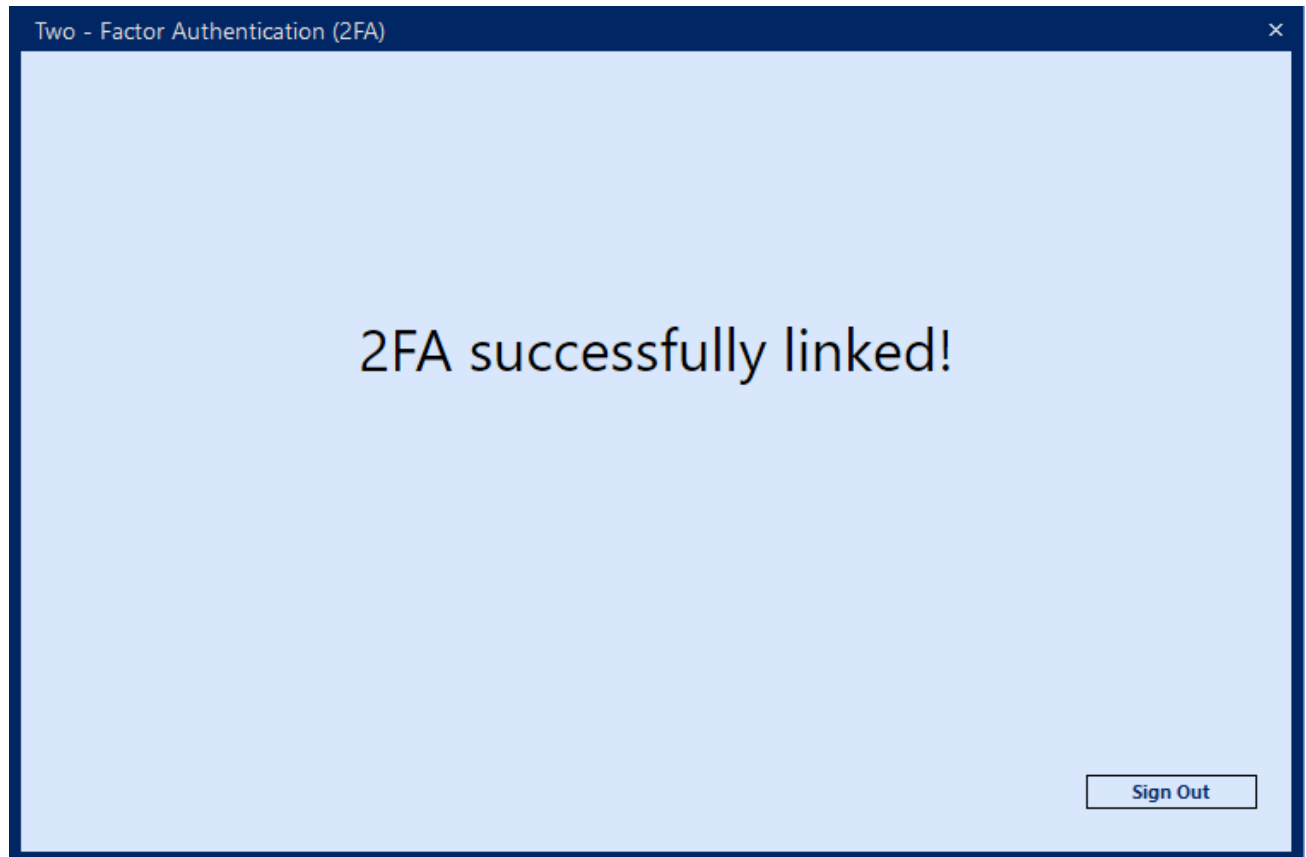 Two - Factor Authentication (2FA)
2FA successfully linked!
Sign Out